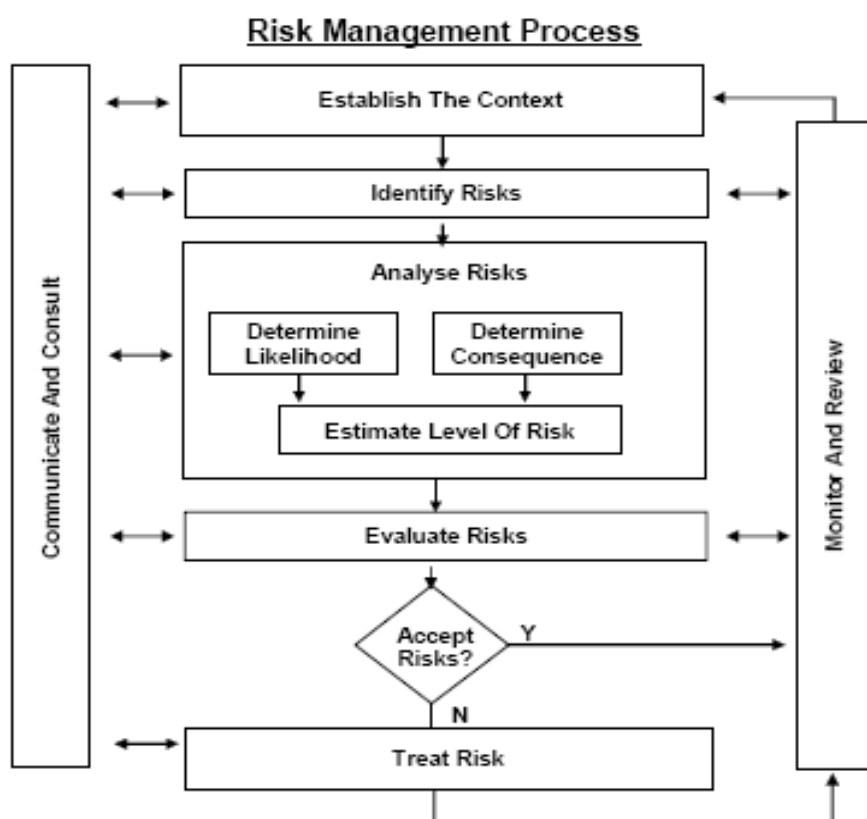 Risk Management Process
Establish The Context
Identify Risks
Analyse Risks
Determine
Likelihood
Determine
Consequence
Estimate Level Of Risk
Evaluate Risks
Accept
Risks?
Y
N
Treat Risk
Communicate And Consult
Monitor And Review